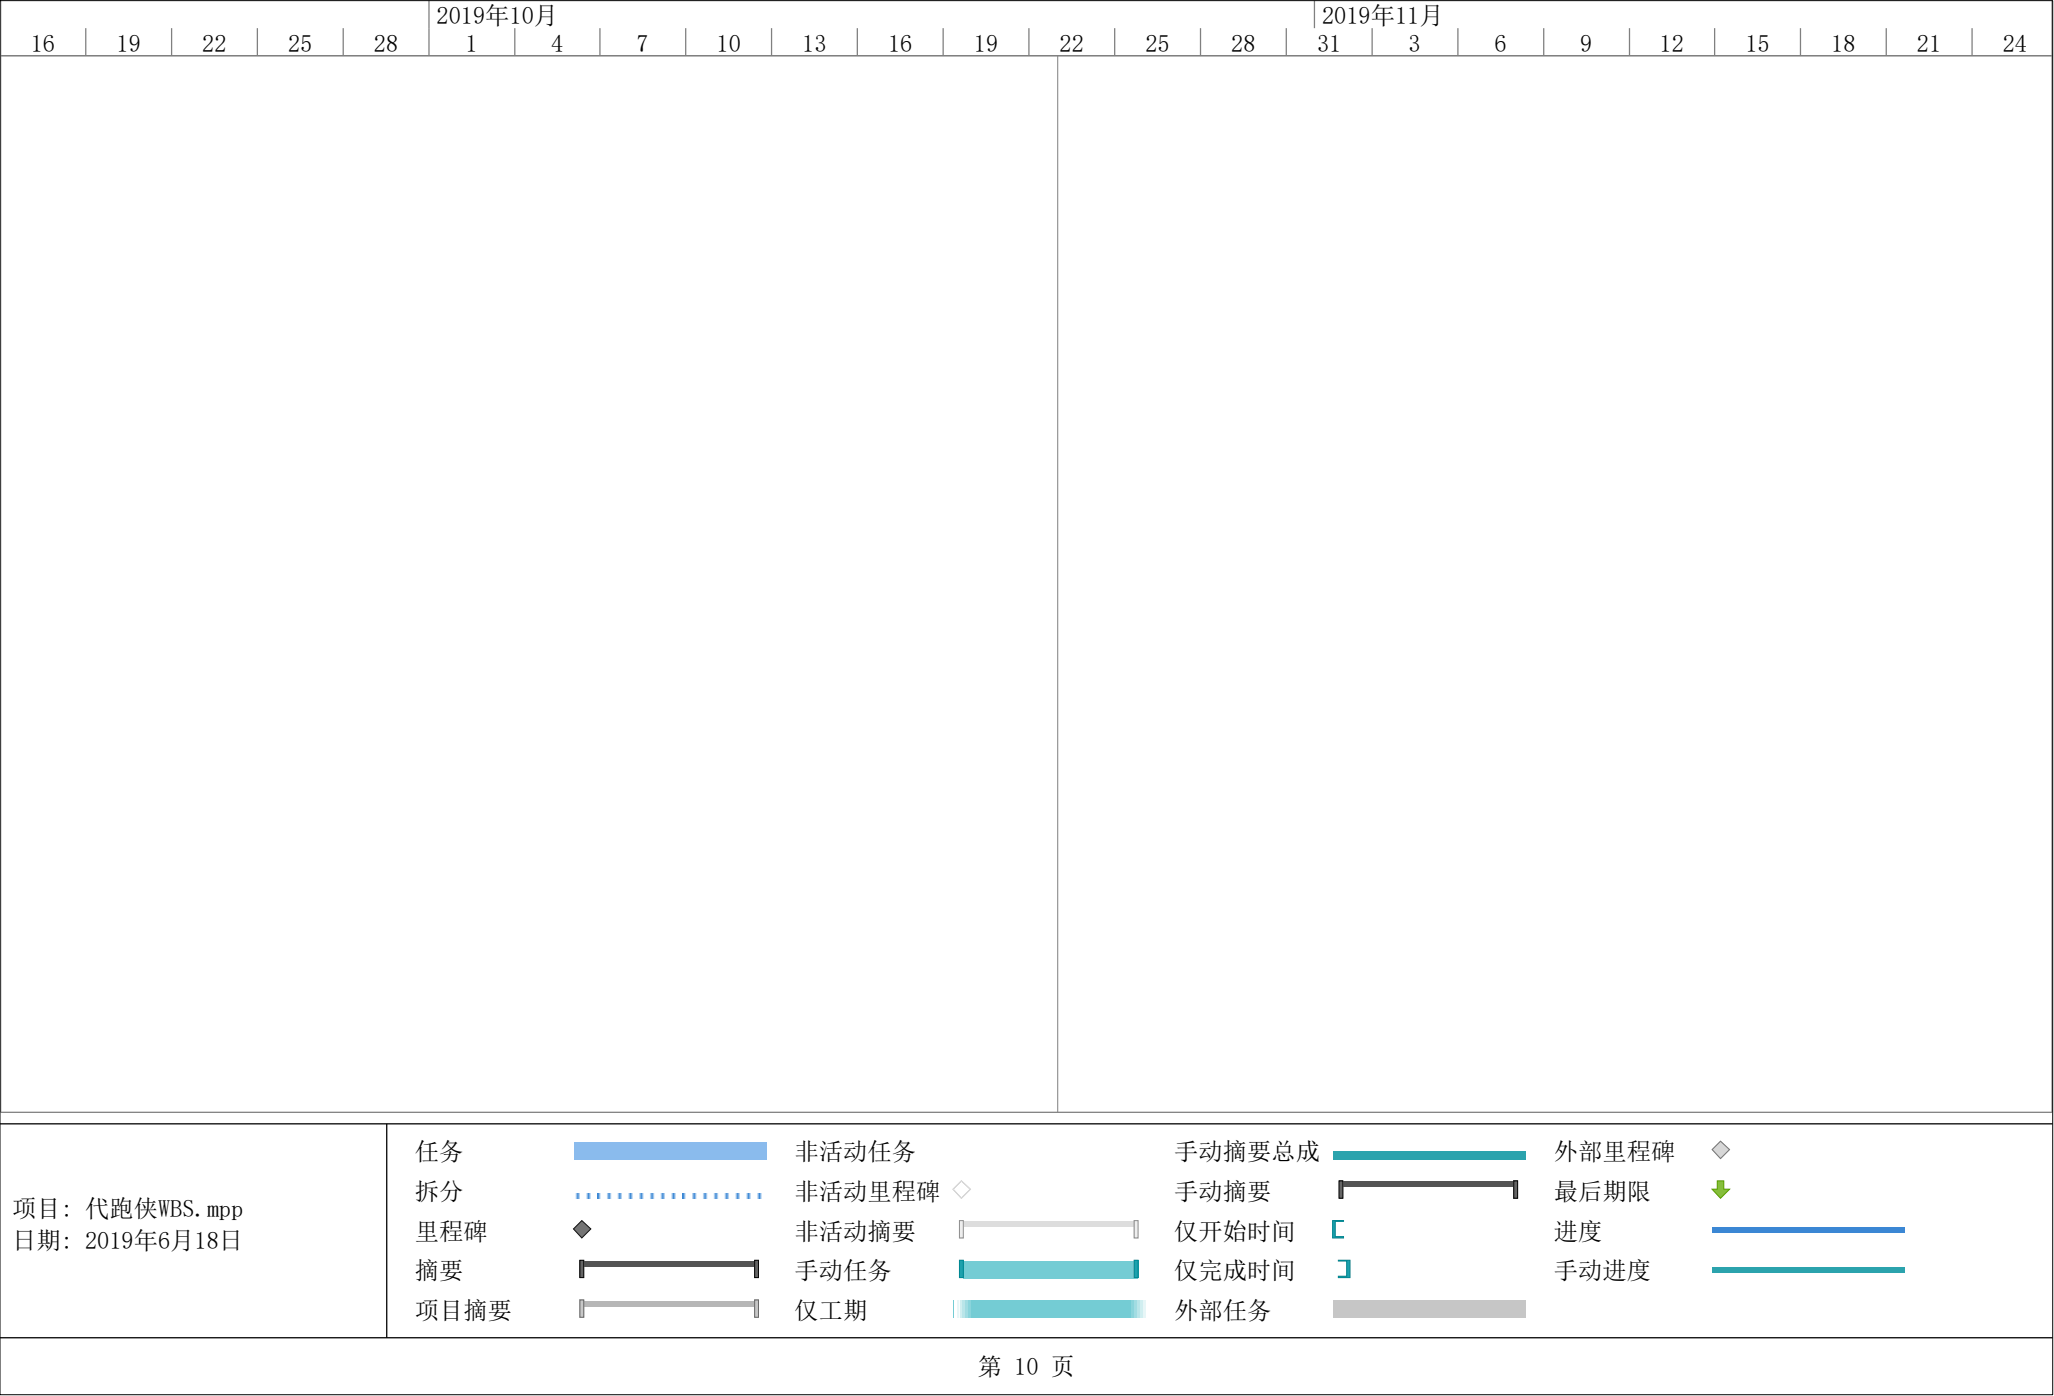 2019年10月 2019年11月
16 19 22 25 28 1 4 7 10 13 16 19 22 25 28 31 3 6 9 12 15 18 21 24
项目: 代跑侠WBS.mpp
日期: 2019年6月18日
任务 非活动任务 手动摘要总成 外部里程碑
拆分 非活动里程碑 手动摘要 最后期限
里程碑 非活动摘要 仅开始时间 进度
摘要 手动任务 仅完成时间 手动进度
项目摘要 仅工期 外部任务
第 10 页